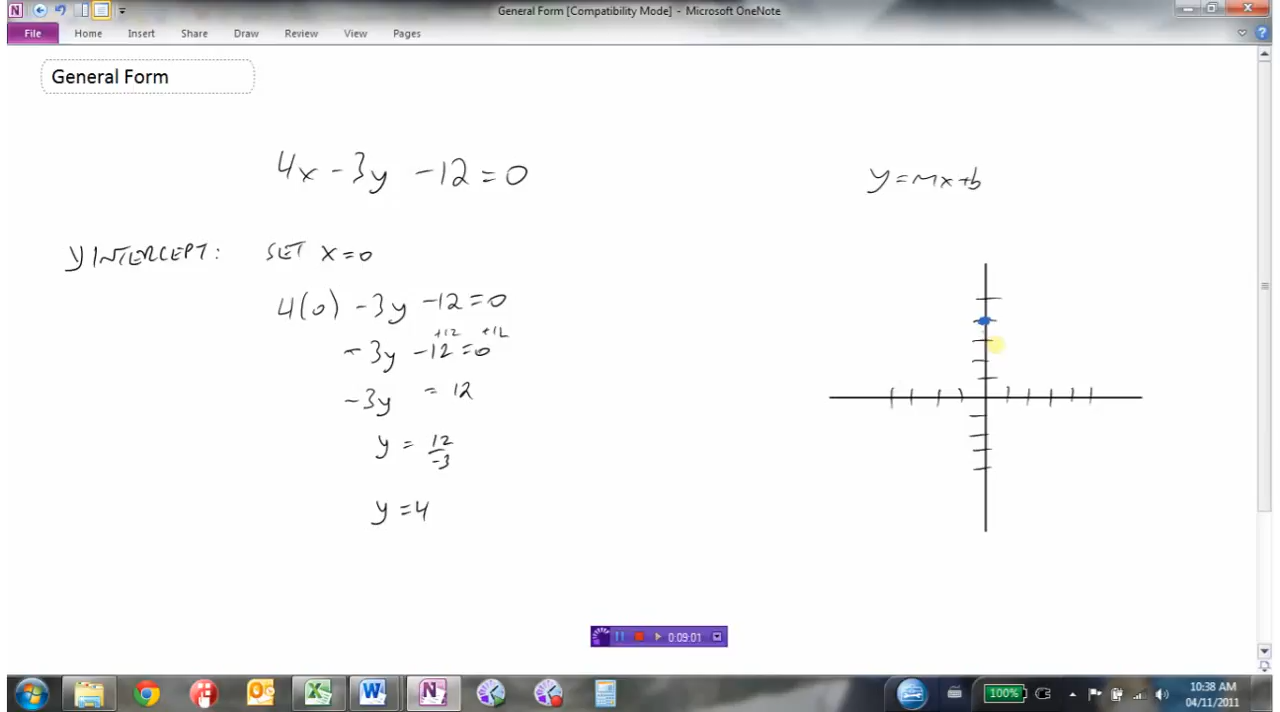 General Form [Compatibility Mode] - Microsoft OneNote
File Home Insert Share Draw Review View Pages
General Form
4x - 3y - 12 = 0
y = mx + b
Y INTERCEPT: SET x = 0
4(0) - 3y - 12 = 0
+12 +12
- 3y - 12 = 0
- 3y = 12
y = 12/-3
y = 4
0:09:01
100%
10:38 AM
04/11/2011